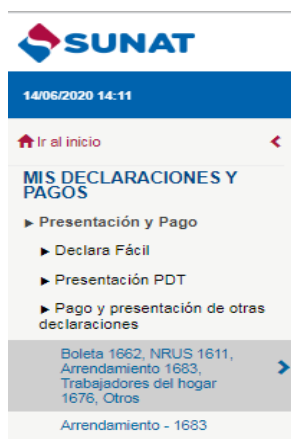 SUNAT
14/06/2020 14:11
Ir al inicio
MIS DECLARACIONES Y
PAGOS
Presentación y Pago
Declara Fácil
Presentación PDT
Pago y presentación de otras
declaraciones
Boleta 1662, NRUS 1611,
Arrendamiento 1683,
Trabajadores del hogar
1676, Otros
Arrendamiento - 1683